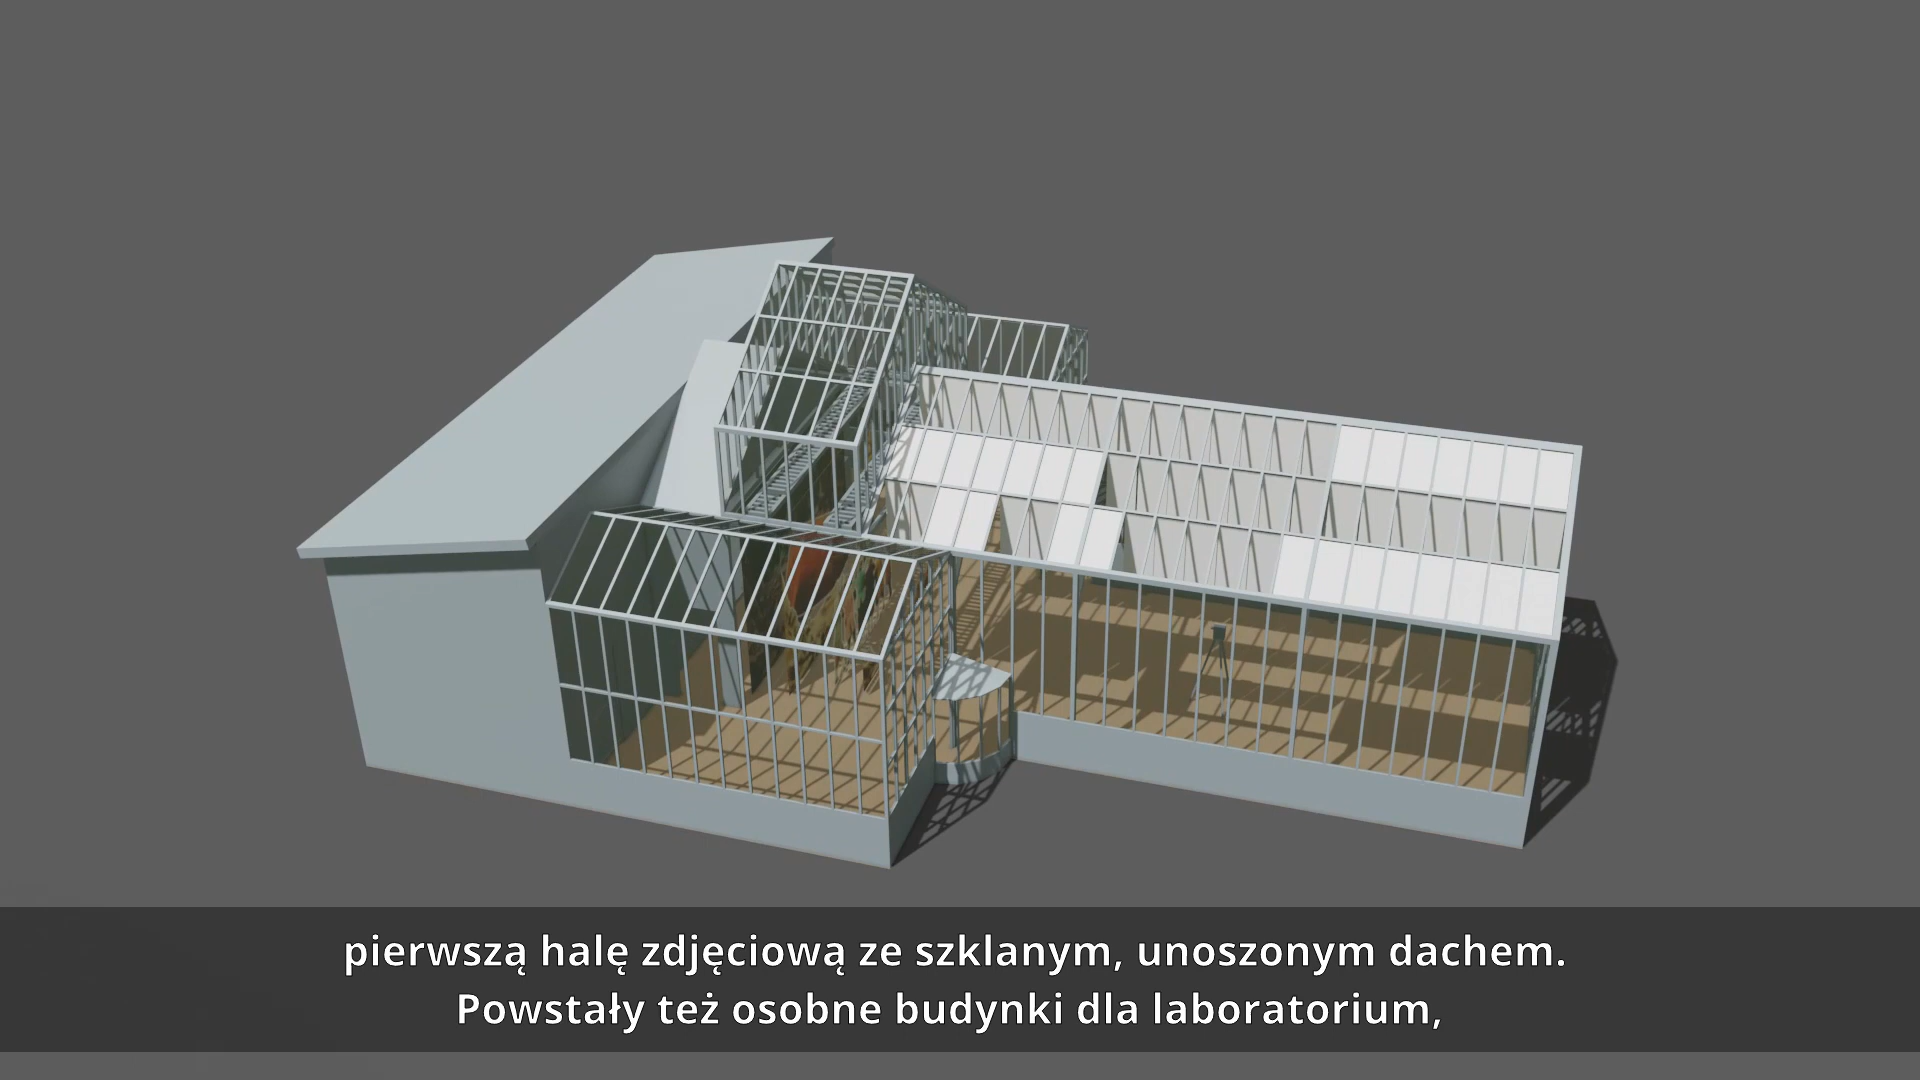 pierwszą halę zdjęciową ze szklanym, unoszonym dachem.
Powstały też osobne budynki dla laboratorium,